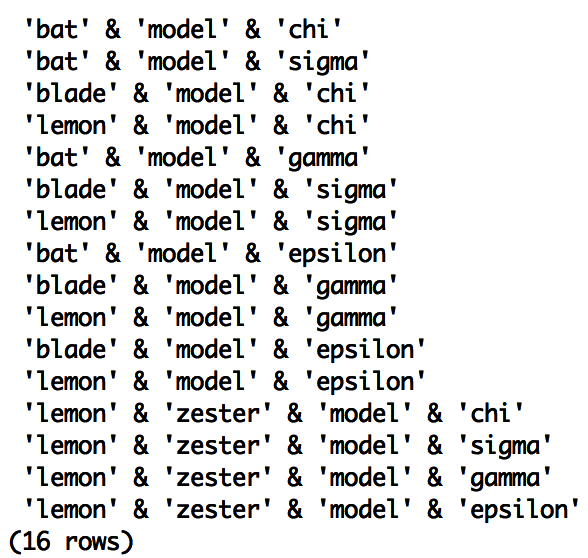 'bat' & 'model' & 'chi'
'bat' & 'model' & 'sigma'
'blade' & 'model' & 'chi'
'lemon' & 'model' & 'chi'
'bat' & 'model' & 'gamma'
'blade' & 'model' & 'sigma'
'lemon' & 'model' & 'sigma'
'bat' & 'model' & 'epsilon'
'blade' & 'model' & 'gamma'
'lemon' & 'model' & 'gamma'
'blade' & 'model' & 'epsilon'
'lemon' & 'model' & 'epsilon'
'lemon' & 'zester' & 'model' & 'chi'
'lemon' & 'zester' & 'model' & 'sigma'
'lemon' & 'zester' & 'model' & 'gamma'
'lemon' & 'zester' & 'model' & 'epsilon'
(16 rows)